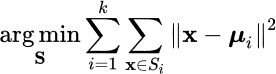 arg min_S ∑_{i=1}^{k} ∑_{x∈S_i} ‖x − μ_i‖²